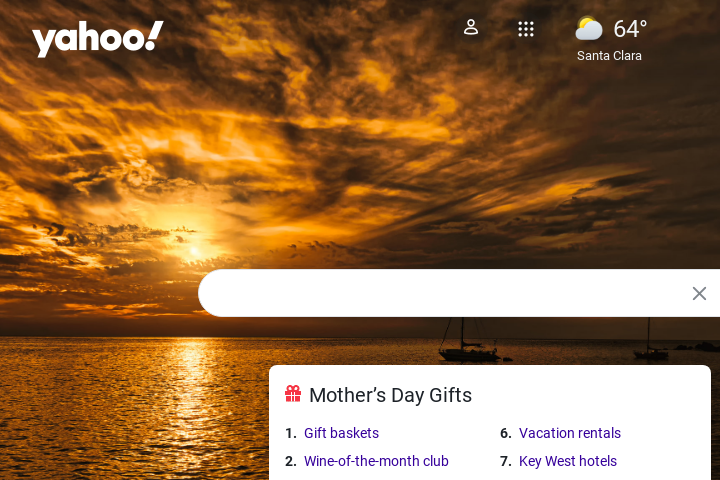 yahoo!
64°
Santa Clara
Mother's Day Gifts
1. Gift baskets
6. Vacation rentals
2. Wine-of-the-month club
7. Key West hotels